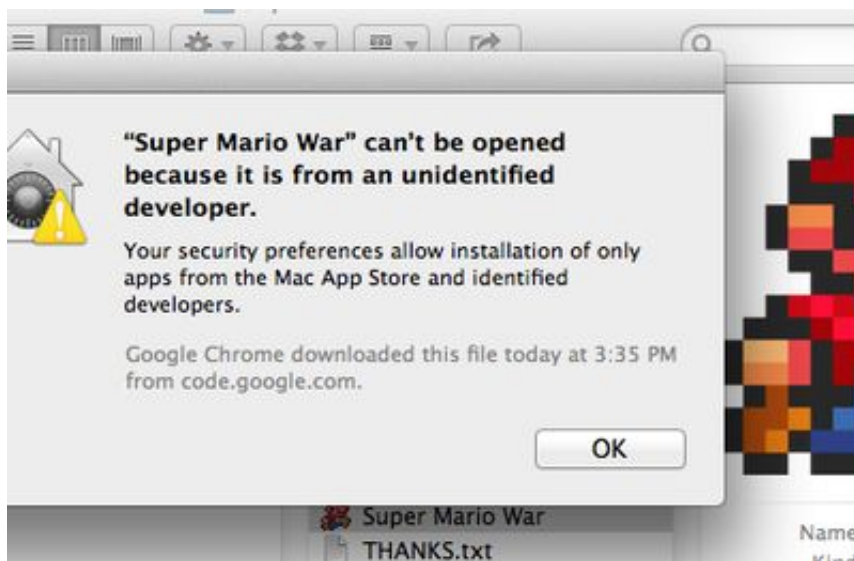 “Super Mario War” can’t be opened
because it is from an unidentified
developer.
Your security preferences allow installation of only
apps from the Mac App Store and identified
developers.
Google Chrome downloaded this file today at 3:35 PM
from code.google.com.
OK
Super Mario War
THANKS.txt
Name